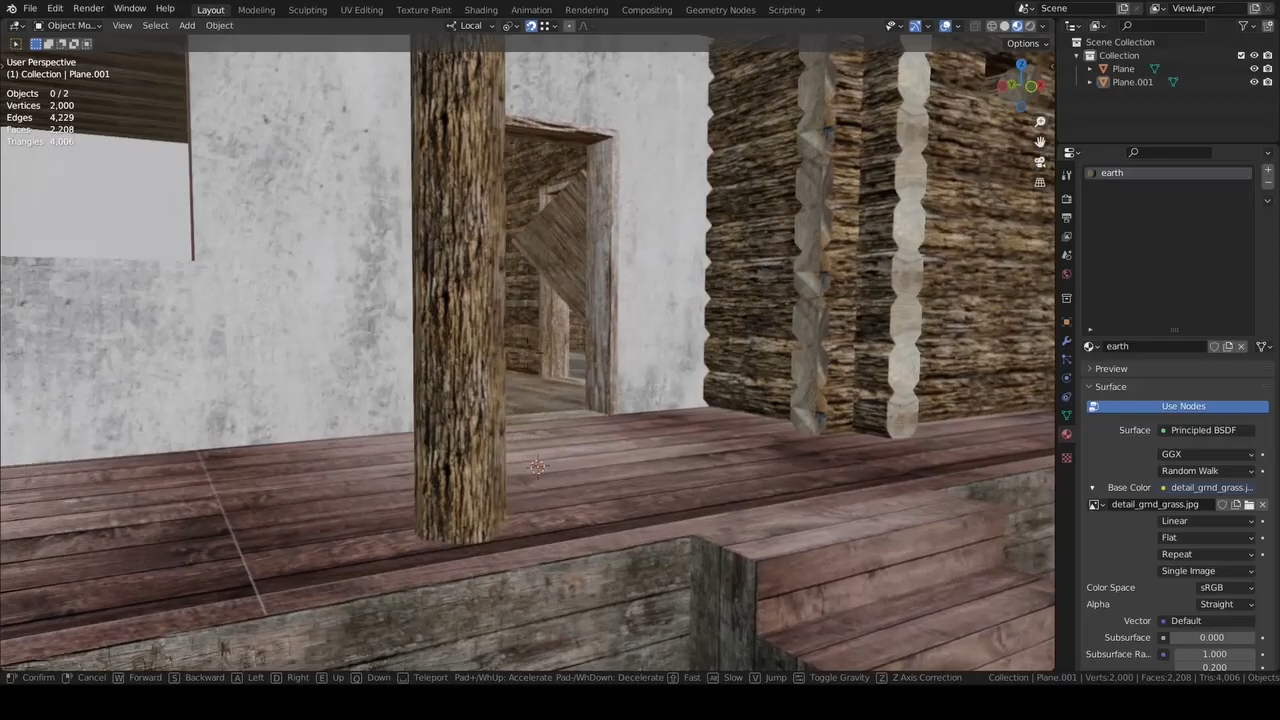 File Edit Render Window Help Layout Modeling Sculpting UV Editing Texture Paint Shading Animation Rendering Compositing Geometry Nodes Scripting + Scene ViewLayer
Object Mo... View Select Add Object Local
Options
User Perspective
(1) Collection | Plane.001
Objects 0 / 2
Vertices 2,000
Edges 4,229
Faces 2,208
Triangles 4,006
Z
Y
X
Scene Collection
Collection
Plane
Plane.001
earth
earth
Preview
Surface
Use Nodes
Surface Principled BSDF
GGX
Random Walk
Base Color detail_grnd_grass.j...
detail_grnd_grass.jpg
Linear
Flat
Repeat
Single Image
Color Space sRGB
Alpha Straight
Vector Default
Subsurface 0.000
Subsurface Ra... 1.000
0.200
Confirm Cancel W Forward S Backward A Left D Right E Up Q Down Teleport Pad+/WhUp: Accelerate Pad-/WhDown: Decelerate Fast Alt Slow V Jump Toggle Gravity Z Z Axis Correction Collection | Plane.001 | Verts:2,000 | Faces:2,208 | Tris:4,006 | Objects